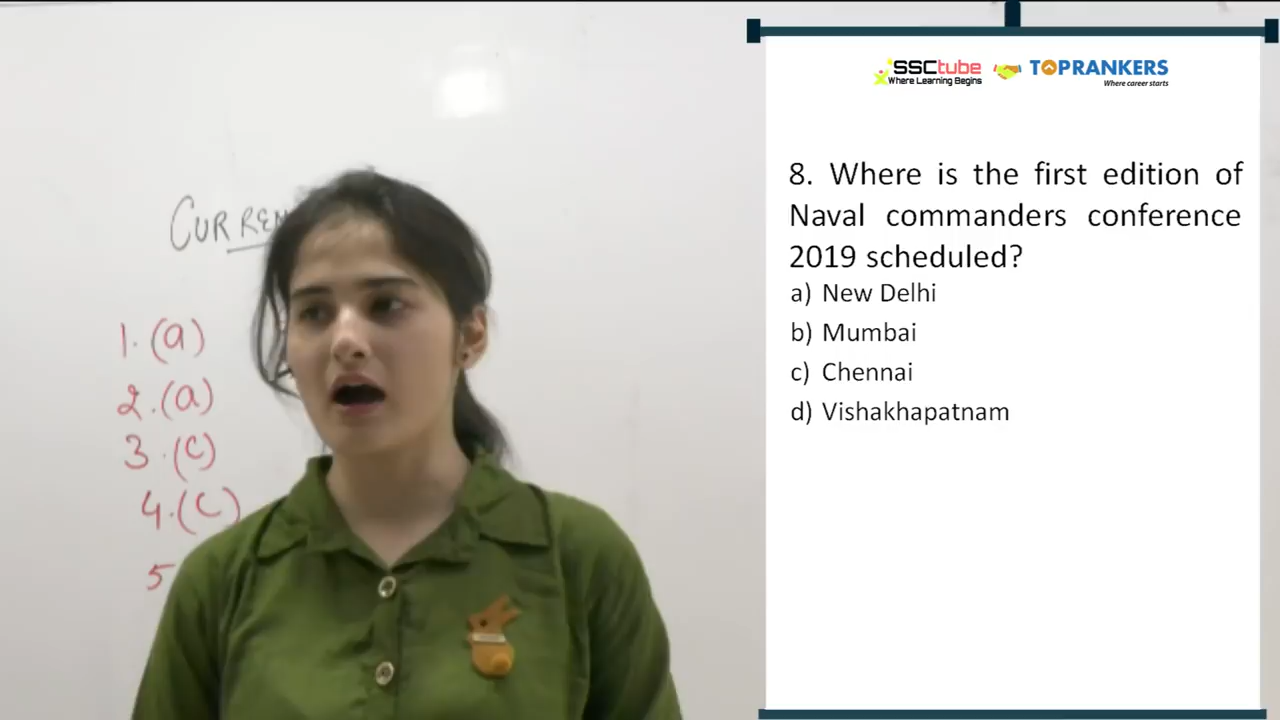 CURREN
1. (a)
2. (a)
3. (c)
4. (c)
5
SSCtube
Where Learning Begins
TOPRANKERS
Where career starts
8. Where is the first edition of
Naval commanders conference
2019 scheduled?
a) New Delhi
b) Mumbai
c) Chennai
d) Vishakhapatnam